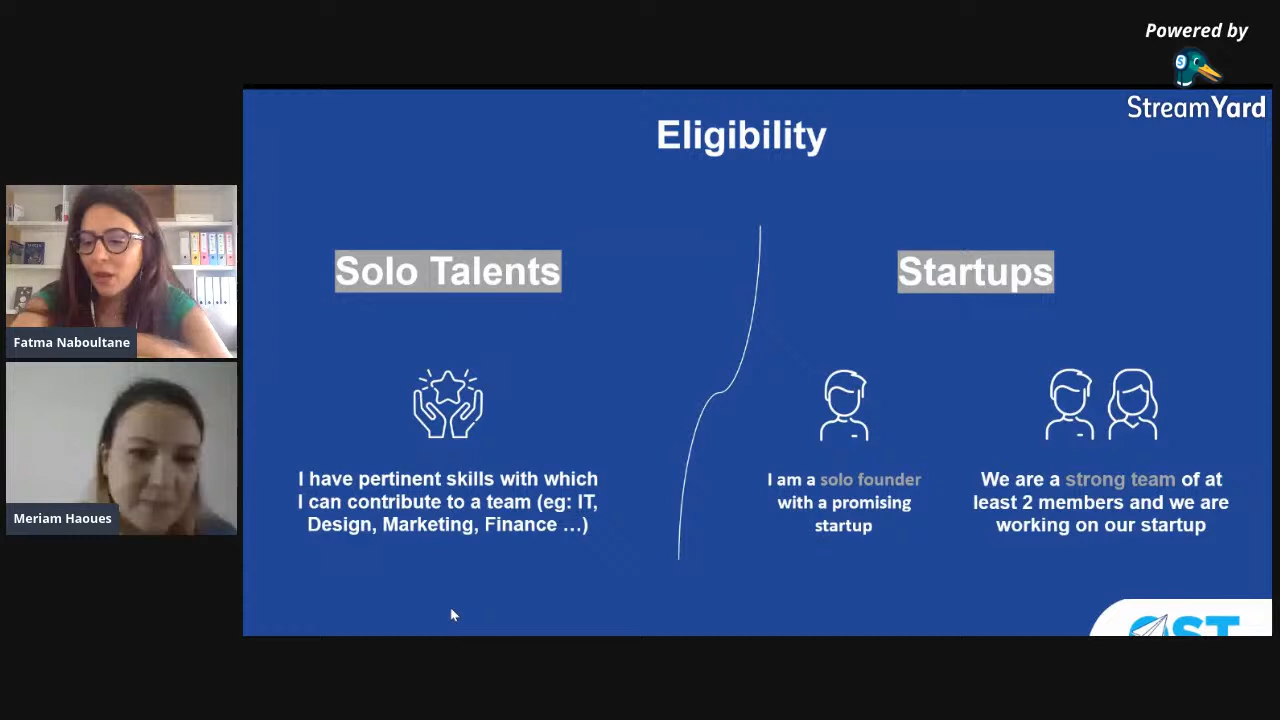 Powered by
StreamYard
Eligibility
Solo Talents
Startups
I have pertinent skills with which
I can contribute to a team (eg: IT,
Design, Marketing, Finance ...)
I am a solo founder
with a promising
startup
We are a strong team of at
least 2 members and we are
working on our startup
Fatma Naboultane
Meriam Haoues